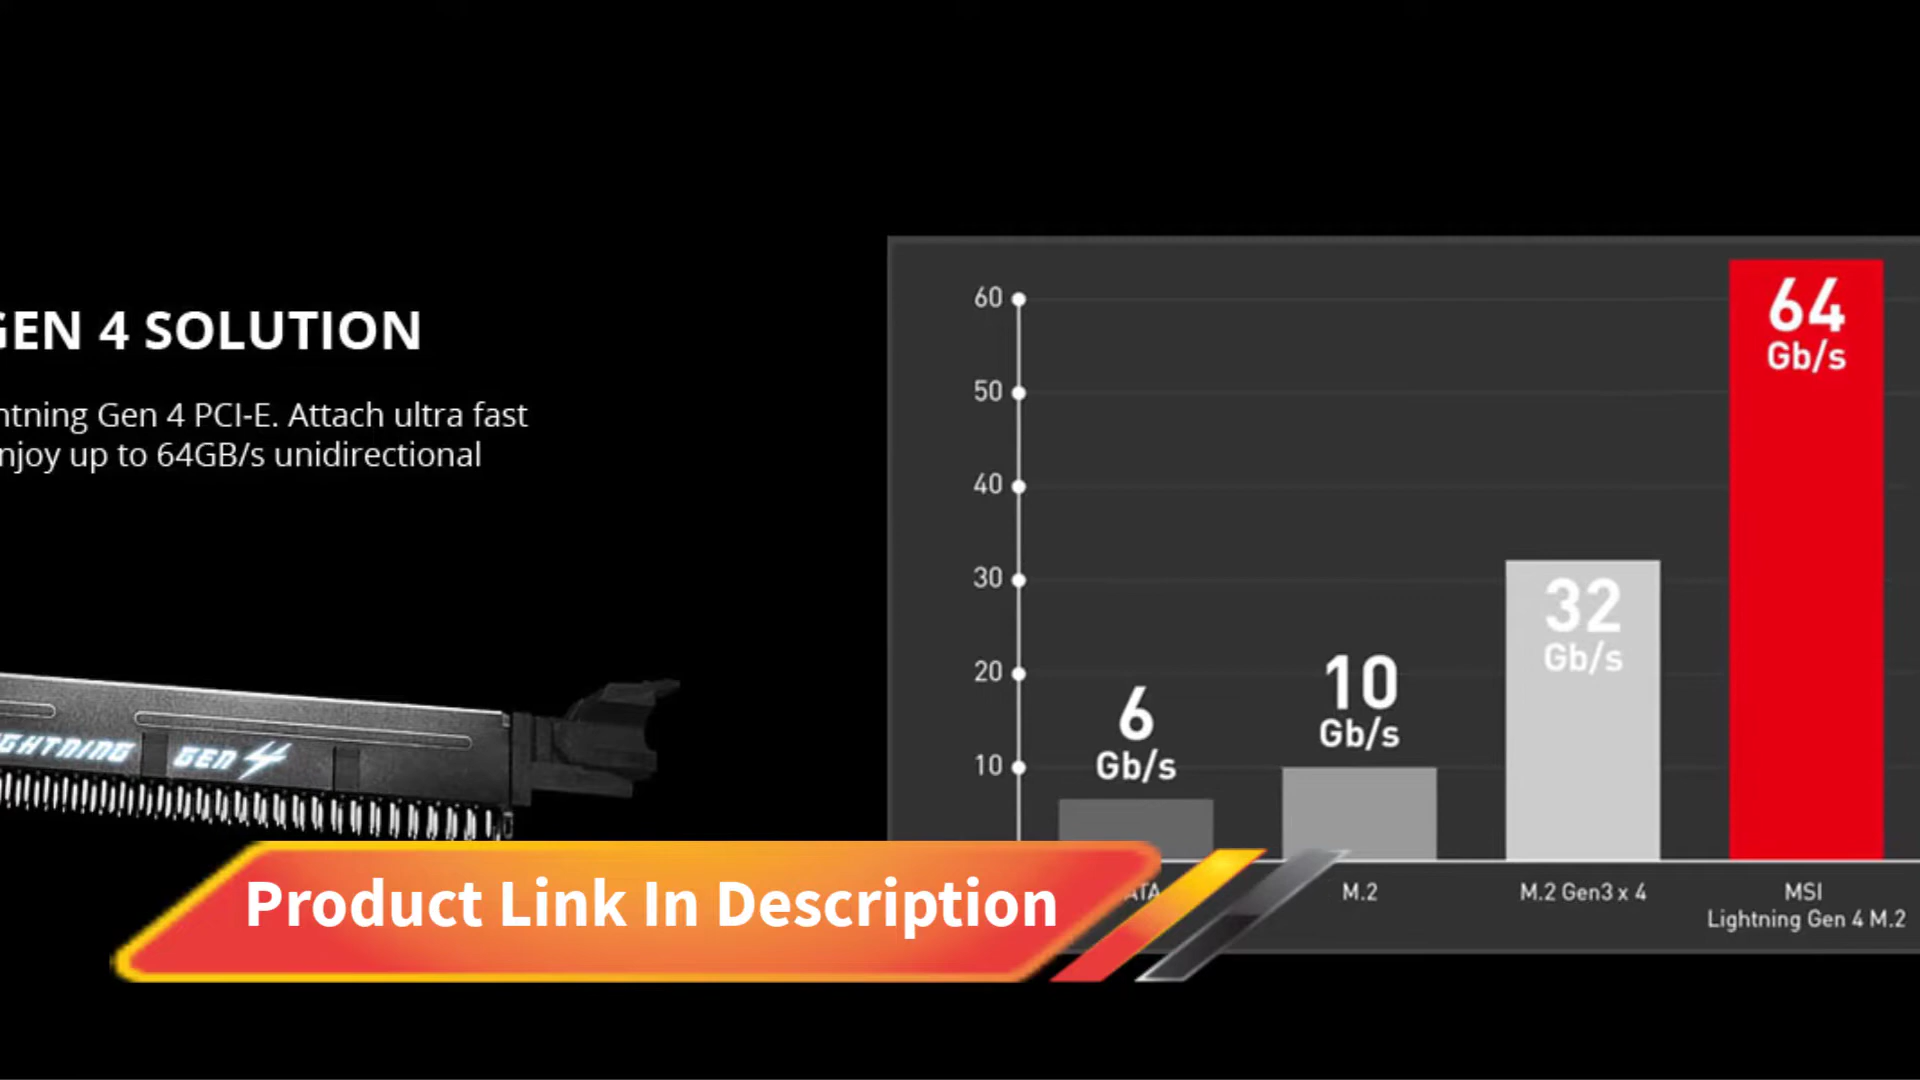 GEN 4 SOLUTION
Gen 4 PCI-E. Attach ultra fast
up to 64GB/s unidirectional
GEN 4
60
50
40
30
20
10
6
Gb/s
10
Gb/s
32
Gb/s
64
Gb/s
M.2
M.2 Gen3 x 4
MSI
Lightning Gen 4 M.2
Product Link In Description